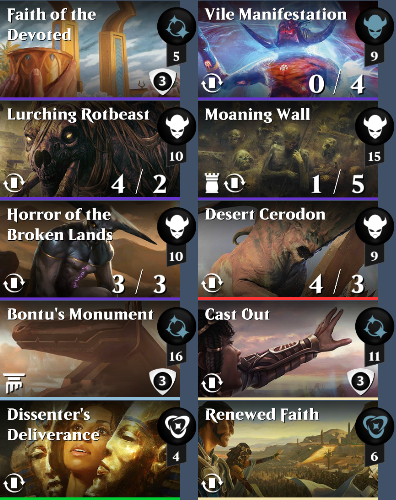 Faith of the
Devoted
5
3
Vile Manifestation
9
0 / 4
Lurching Rotbeast
10
4 / 2
Moaning Wall
15
1 / 5
Horror of the
Broken Lands
10
3 / 3
Desert Cerodon
9
4 / 3
Bontu's Monument
16
3
Cast Out
11
3
Dissenter's
Deliverance
4
Renewed Faith
6